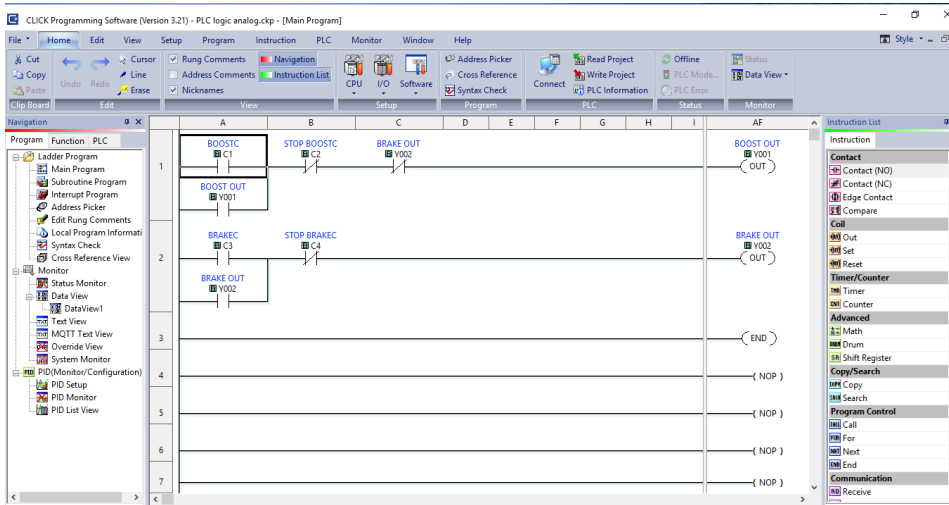 CLICK Programming Software (Version 3.21) - PLC logic analog.ckp - [Main Program]
File Home Edit View Setup Program Instruction PLC Monitor Window Help Style
Cut
Copy
Paste
Clip Board
Undo Redo
Cursor
Line
Erase
Edit
Rung Comments
Address Comments
Nicknames
Navigation
Instruction List
View
CPU I/O Software
Setup
Address Picker
Cross Reference
Syntax Check
Program
Connect
Read Project
Write Project
PLC Information
PLC
Offline
PLC Mode...
PLC Error
Status
Status
Data View
Monitor
Navigation
Program Function PLC
Ladder Program
Main Program
Subroutine Program
Interrupt Program
Address Picker
Edit Rung Comments
Local Program Informati
Syntax Check
Cross Reference View
Monitor
Status Monitor
Data View
DataView1
Text View
MQTT Text View
Override View
System Monitor
PID(Monitor/Configuration)
PID Setup
PID Monitor
PID List View
A B C D E F G H I AF
1
BOOSTC STOP BOOSTC BRAKE OUT BOOST OUT
C1 C2 Y002 Y001
OUT
BOOST OUT
Y001
2
BRAKEC STOP BRAKEC BRAKE OUT
C3 C4 Y002
OUT
BRAKE OUT
Y002
3 END
4 NOP
5 NOP
6 NOP
7 NOP
Instruction List
Instruction
Contact
Contact (NO)
Contact (NC)
Edge Contact
Compare
Coil
Out
Set
Reset
Timer/Counter
Timer
Counter
Advanced
Math
Drum
Shift Register
Copy/Search
Copy
Search
Program Control
Call
For
Next
End
Communication
Receive